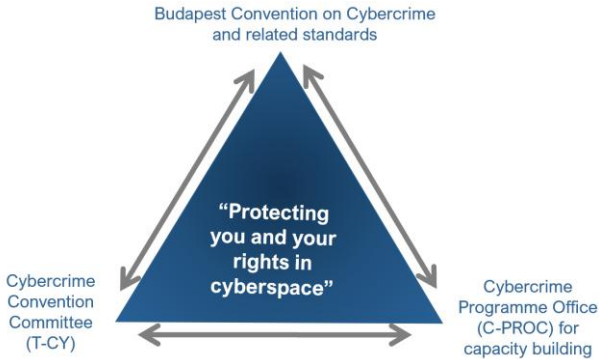 Budapest Convention on Cybercrime
and related standards
“Protecting
you and your
rights in
cyberspace”
Cybercrime
Convention
Committee
(T-CY)
Cybercrime
Programme Office
(C-PROC) for
capacity building